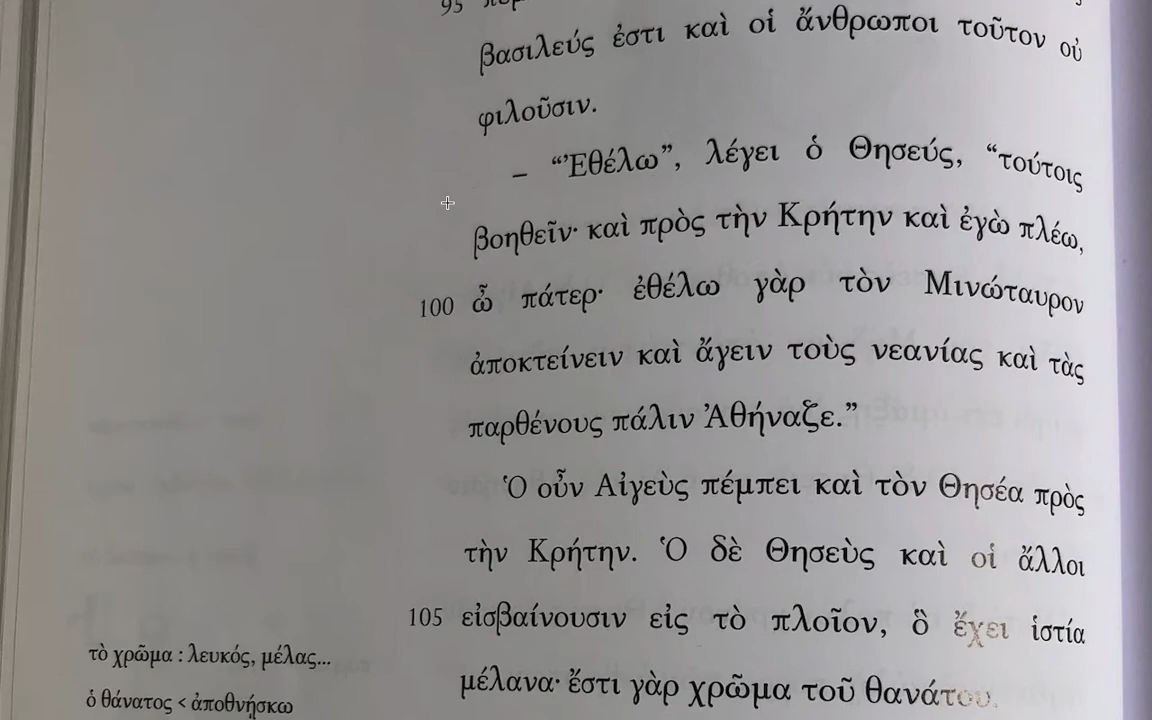 95
βασιλεύς ἐστι καὶ οἱ ἄνθρωποι τοῦτον οὐ
φιλοῦσιν.
– “Ἐθέλω”, λέγει ὁ Θησεύς, “τούτοις
βοηθεῖν· καὶ πρὸς τὴν Κρήτην καὶ ἐγὼ πλέω,
100 ὦ πάτερ· ἐθέλω γὰρ τὸν Μινώταυρον
ἀποκτείνειν καὶ ἄγειν τοὺς νεανίας καὶ τὰς
παρθένους πάλιν Ἀθήναζε.”
Ὁ οὖν Αἰγεὺς πέμπει καὶ τὸν Θησέα πρὸς
τὴν Κρήτην. Ὁ δὲ Θησεὺς καὶ οἱ ἄλλοι
105 εἰσβαίνουσιν εἰς τὸ πλοῖον, ὃ ἔχει ἱστία
μέλανα· ἔστι γὰρ χρῶμα τοῦ θανάτου.
τὸ χρῶμα : λευκός, μέλας...
ὁ θάνατος < ἀποθνῄσκω